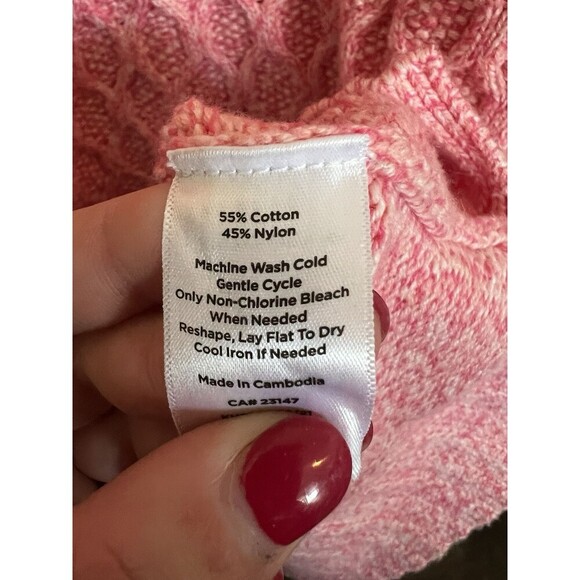 55% Cotton
45% Nylon
Machine Wash Cold
Gentle Cycle
Only Non-Chlorine Bleach
When Needed
Reshape, Lay Flat To Dry
Cool Iron If Needed
Made In Cambodia
CA# 23147